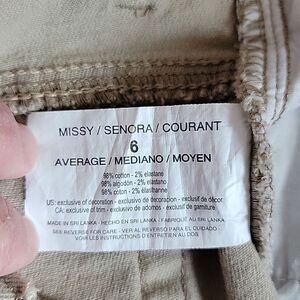 MISSY / SENORA / COURANT
6
AVERAGE / MEDIANO / MOYEN
98% cotton - 2% elastane
98% algodon - 2% elastano
98% coton - 2% élasthanne
US: exclusive of decoration - exclusivo de decoración - exclusif de décor
CA: exclusive of trim - exclusivo de adornos - exclusif de garniture
MADE IN SRI LANKA - HECHO EN SRI LANKA - FABRIQUÉ AU SRI LANKA
SEE REVERSE FOR CARE - VER AL REVERSO PARA EL CUIDADO -
VOIR LES INSTRUCTIONS D'ENTRETIEN AU DOS